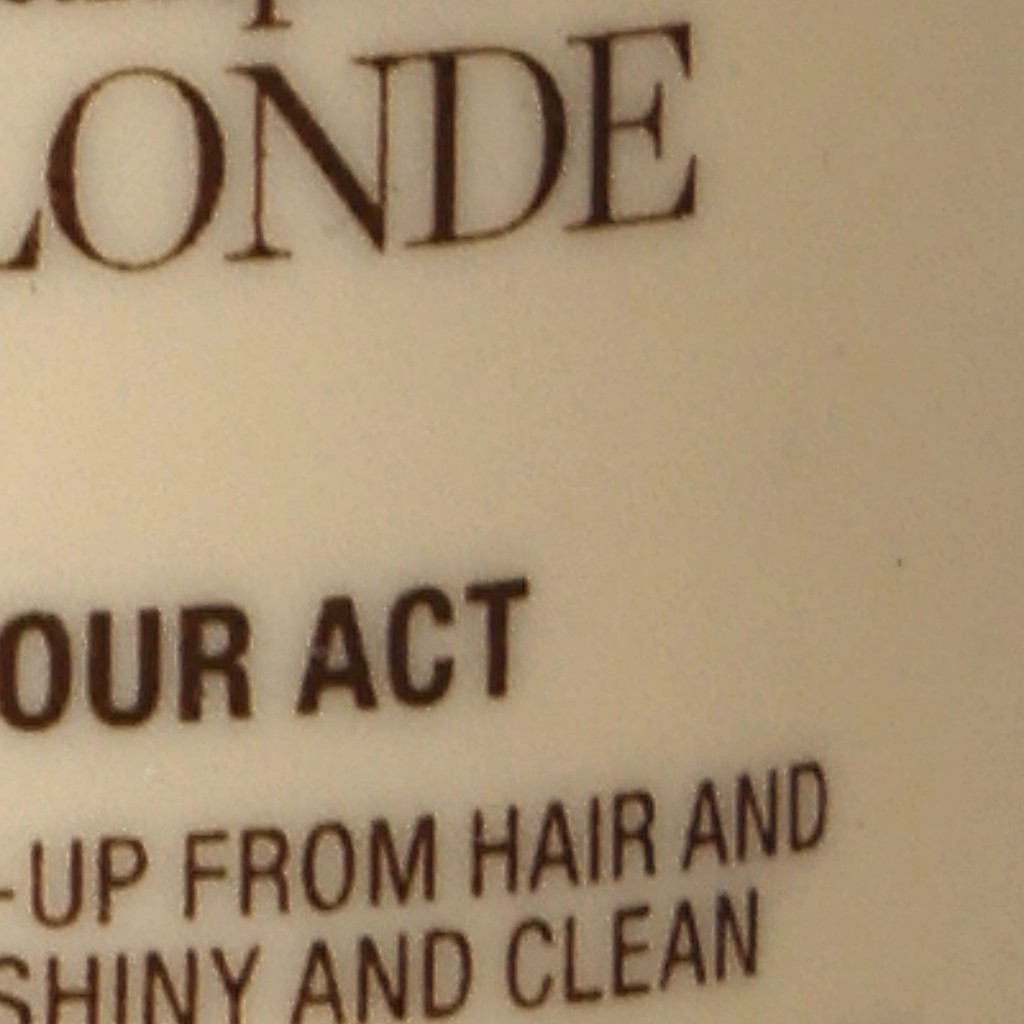 LONDE
OUR ACT
-UP FROM HAIR AND
SHINY AND CLEAN